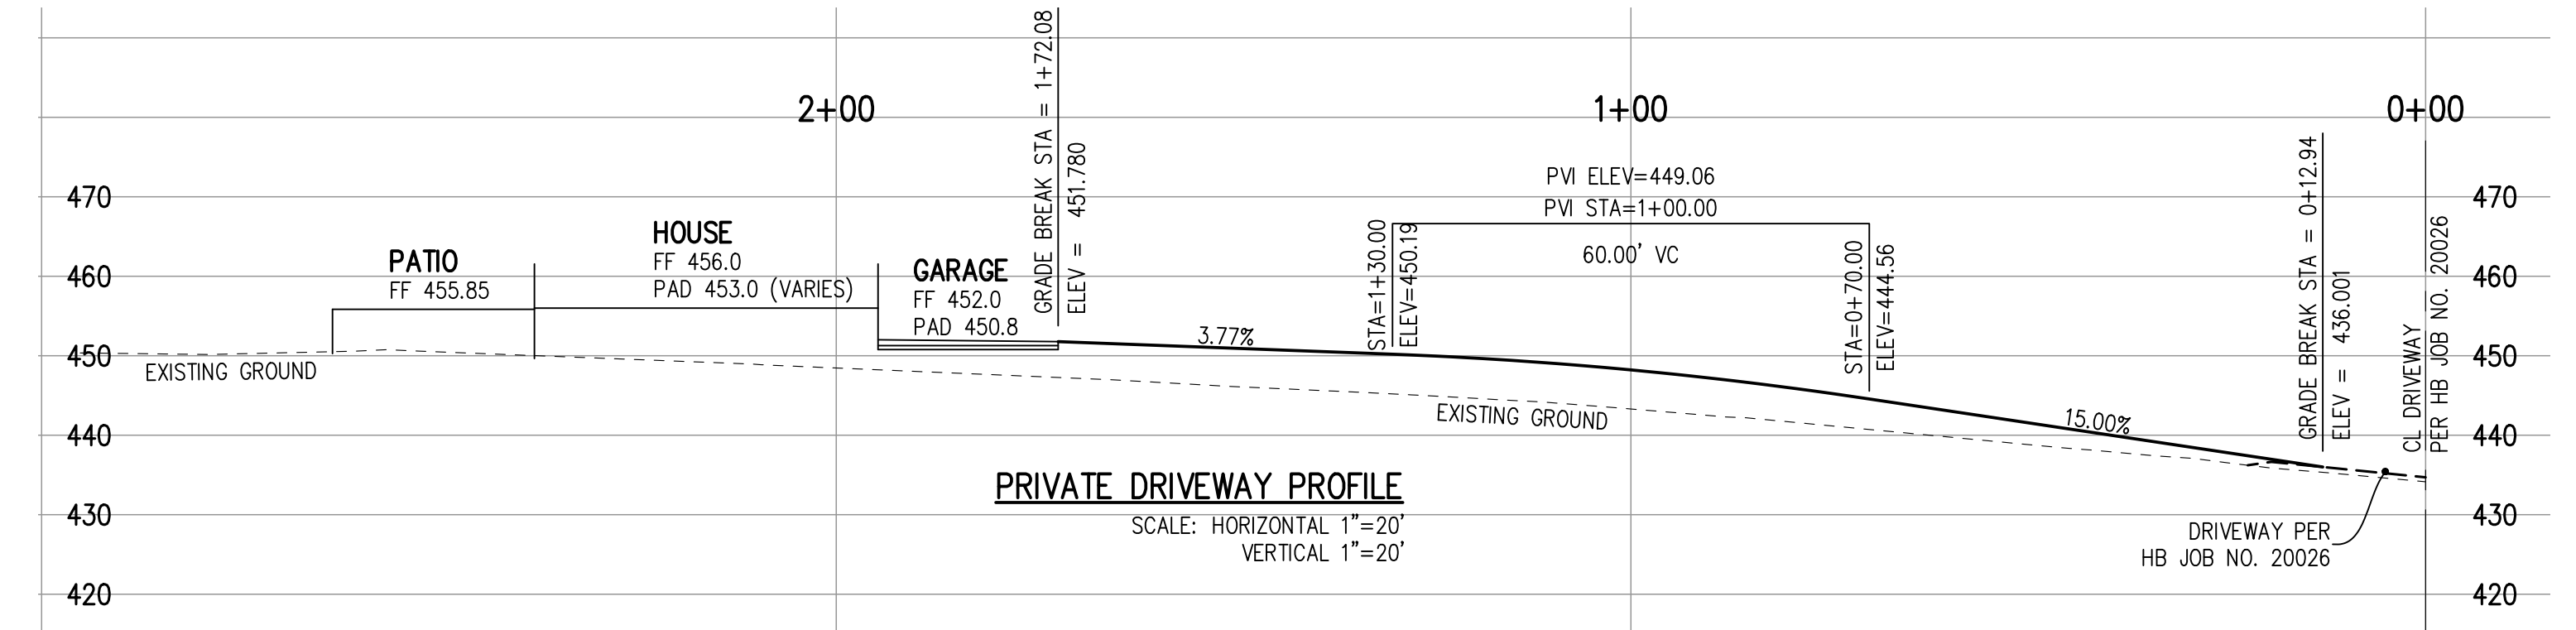 2+00
1+00
0+00
GRADE BREAK STA = 1+72.08
ELEV = 451.780
PVI ELEV=449.06
PVI STA=1+00.00
60.00' VC
STA=1+30.00
ELEV=450.19
STA=0+70.00
ELEV=444.56
GRADE BREAK STA = 0+12.94
ELEV = 436.001
CL DRIVEWAY
PER HB JOB NO. 20026
470
470
460
460
450
450
440
440
430
430
420
420
PATIO
FF 455.85
HOUSE
FF 456.0
PAD 453.0 (VARIES)
GARAGE
FF 452.0
PAD 450.8
3.77%
15.00%
EXISTING GROUND
EXISTING GROUND
PRIVATE DRIVEWAY PROFILE
SCALE: HORIZONTAL 1"=20'
VERTICAL 1"=20'
DRIVEWAY PER
HB JOB NO. 20026